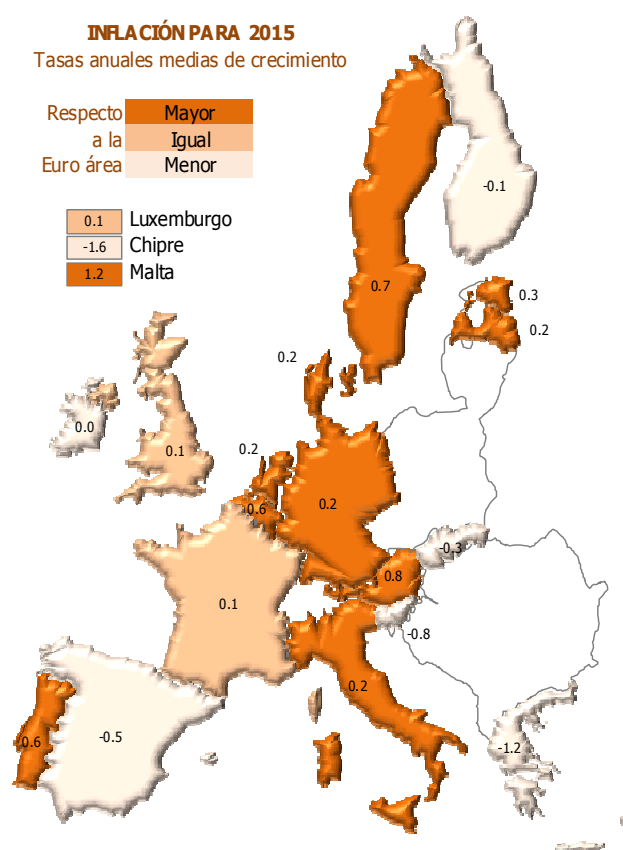 INFLACIÓN PARA 2015
Tasas anuales medias de crecimiento
Respecto Mayor
a la Igual
Euro área Menor
0.1 Luxemburgo
-1.6 Chipre
1.2 Malta
-0.1
0.7
0.3
0.2
0.2
0.0
0.1
0.2
0.6
0.2
-0.3
0.8
0.1
-0.8
0.2
0.6
-0.5
-1.2